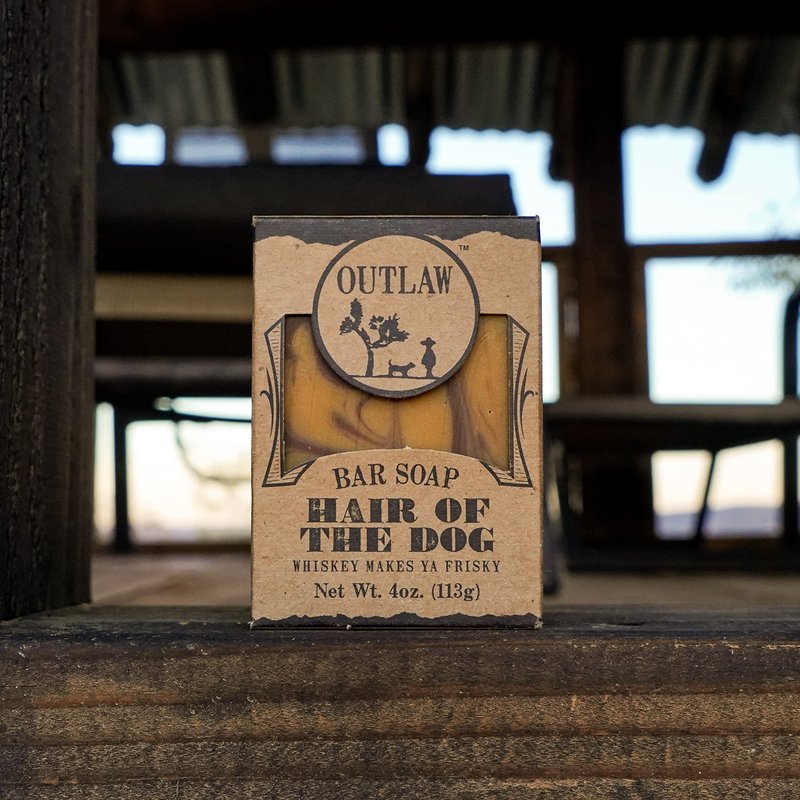 OUTLAW
™
BAR SOAP
HAIR OF
THE DOG
WHISKEY MAKES YA FRISKY
Net Wt. 4oz. (113g)